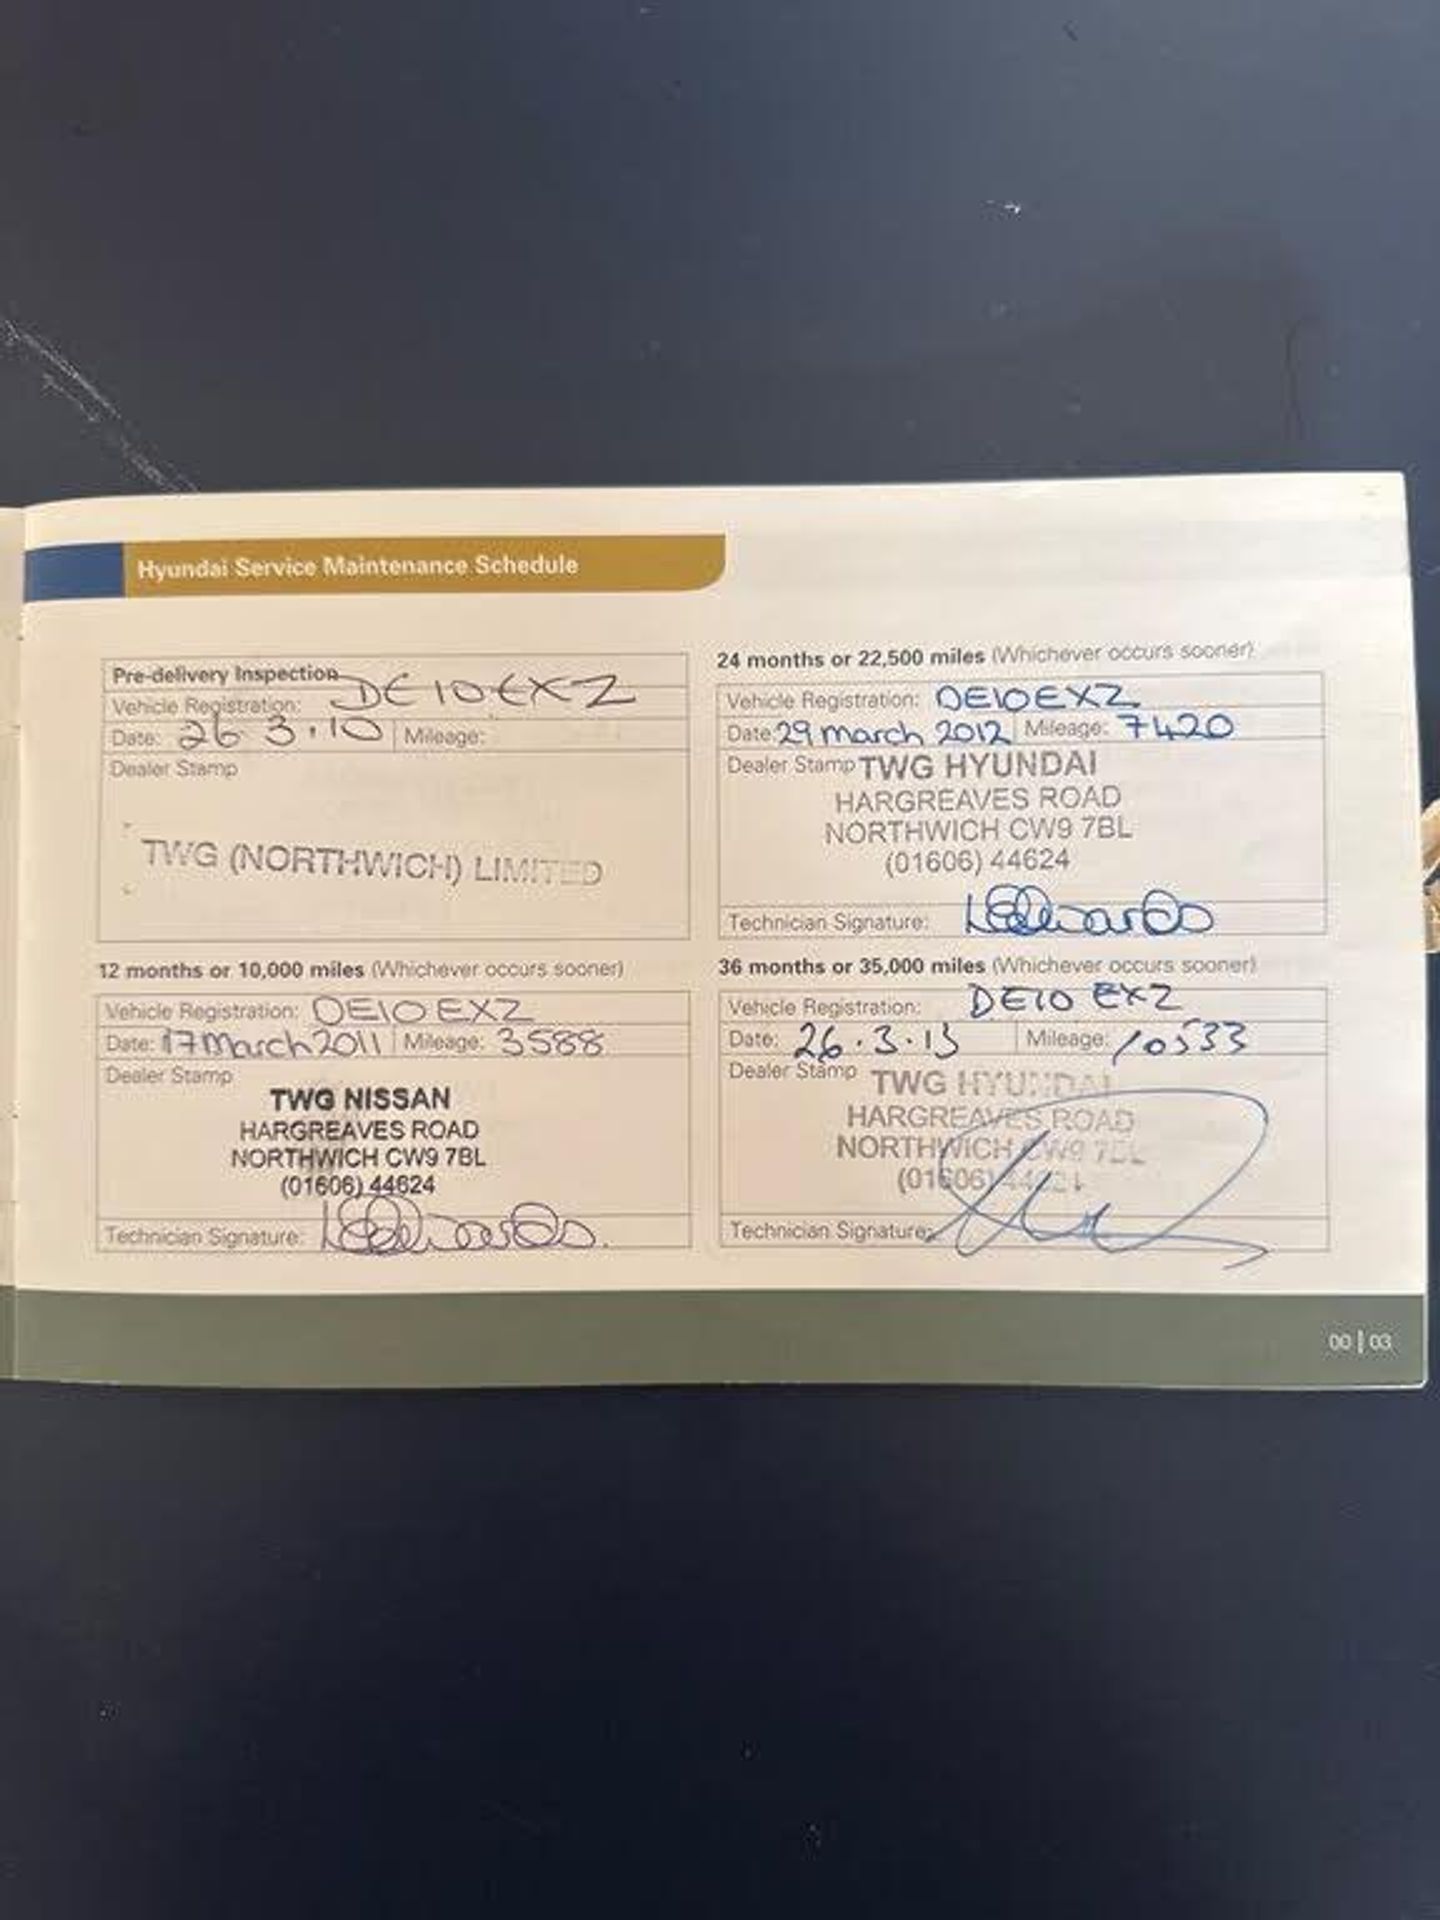 Hyundai Service Maintenance Schedule
Pre-delivery Inspection
Vehicle Registration: DE10EXZ
Date: 26 3.10 Mileage:
Dealer Stamp
TWG (NORTHWICH) LIMITED
12 months or 10,000 miles (Whichever occurs sooner)
Vehicle Registration: DE10 EXZ
Date: 17 March 2011 Mileage: 3588
Dealer Stamp
TWG NISSAN
HARGREAVES ROAD
NORTHWICH CW9 7BL
(01606) 44624
Technician Signature:
24 months or 22,500 miles (Whichever occurs sooner)
Vehicle Registration: DE10EXZ
Date 29 march 2012 Mileage: 7420
Dealer Stamp TWG HYUNDAI
HARGREAVES ROAD
NORTHWICH CW9 7BL
(01606) 44624
Technician Signature:
36 months or 35,000 miles (Whichever occurs sooner)
Vehicle Registration: DE10 EXZ
Date: 26.3.13 Mileage: 10533
Dealer Stamp TWG HYUNDAI
HARGREAVES ROAD
NORTHWICH CW9 7BL
(01606) 44624
Technician Signature:
00 | 03